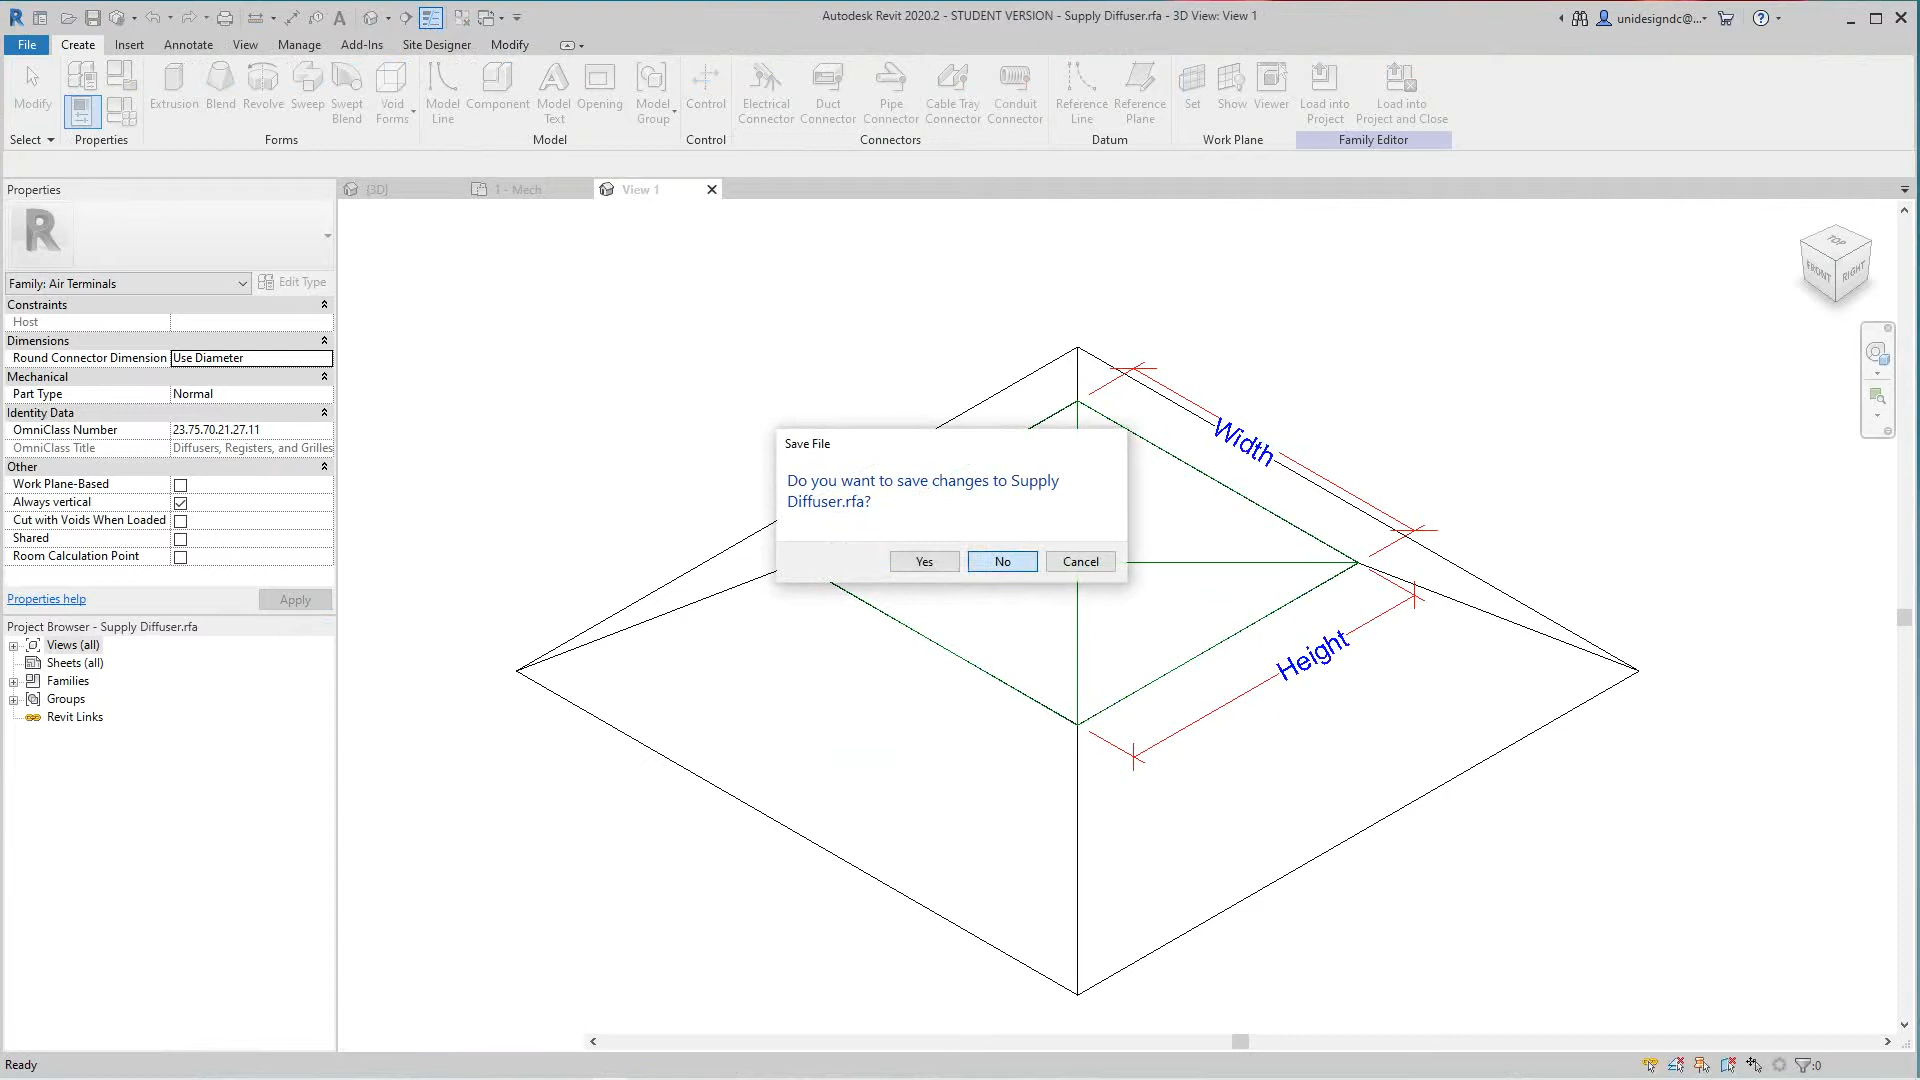 Autodesk Revit 2020.2 - STUDENT VERSION - Supply Diffuser.rfa - 3D View: View 1
unidesigndc@...
File Create Insert Annotate View Manage Add-Ins Site Designer Modify
Modify
Extrusion Blend Revolve Sweep Swept Blend Void Forms
Model Line Component Model Text Opening Model Group
Control
Electrical Connector Duct Connector Pipe Connector Cable Tray Connector Conduit Connector
Reference Line Reference Plane
Set Show Viewer
Load into Project Load into Project and Close
Select Properties Forms Model Control Connectors Datum Work Plane Family Editor
Properties
{3D} 1 - Mech View 1
R
Family: Air Terminals Edit Type
Constraints
Host
Dimensions
Round Connector Dimension Use Diameter
Mechanical
Part Type Normal
Identity Data
OmniClass Number 23.75.70.21.27.11
OmniClass Title Diffusers, Registers, and Grilles
Other
Work Plane-Based
Always vertical
Cut with Voids When Loaded
Shared
Room Calculation Point
Properties help Apply
Project Browser - Supply Diffuser.rfa
Views (all)
Sheets (all)
Families
Groups
Revit Links
TOP
FRONT RIGHT
Width
Height
Save File
Do you want to save changes to Supply
Diffuser.rfa?
Yes No Cancel
Ready
:0